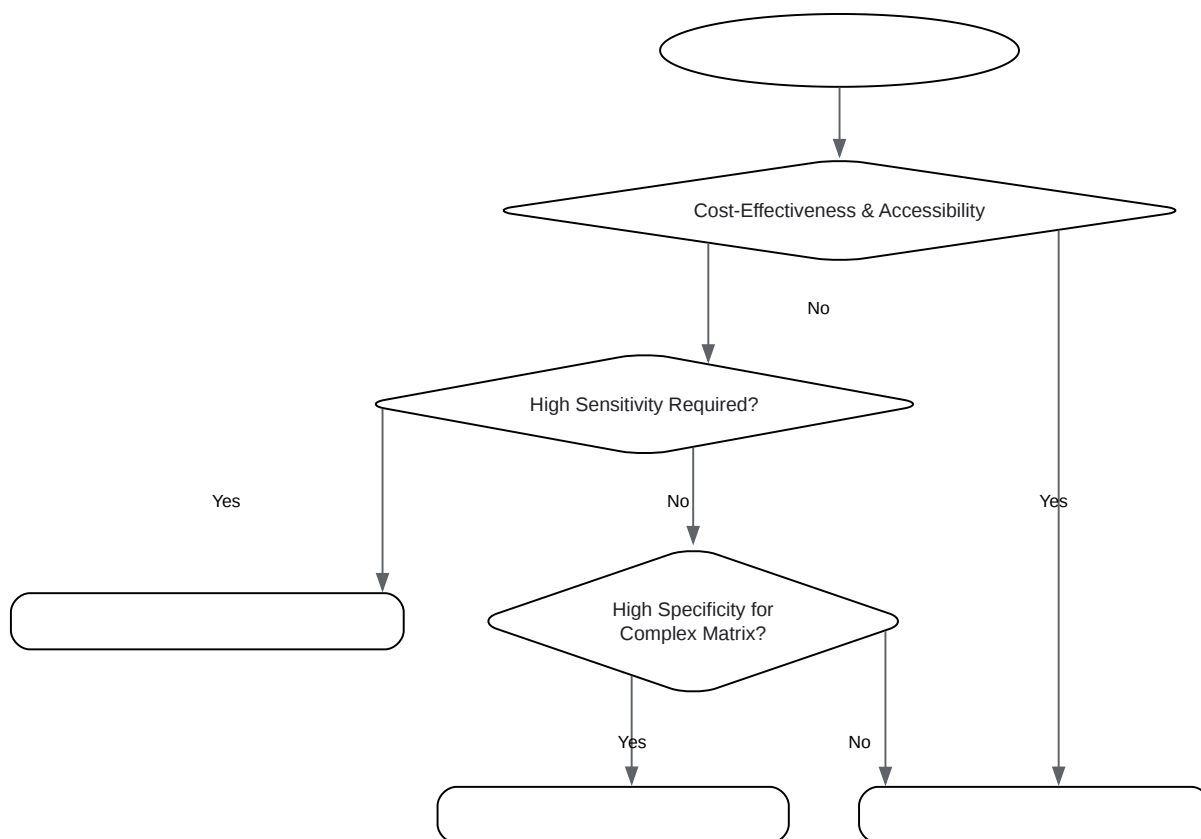 Cost-Effectiveness & Accessibility
No
High Sensitivity Required?
Yes
No
Yes
High Specificity for
Complex Matrix?
Yes
No